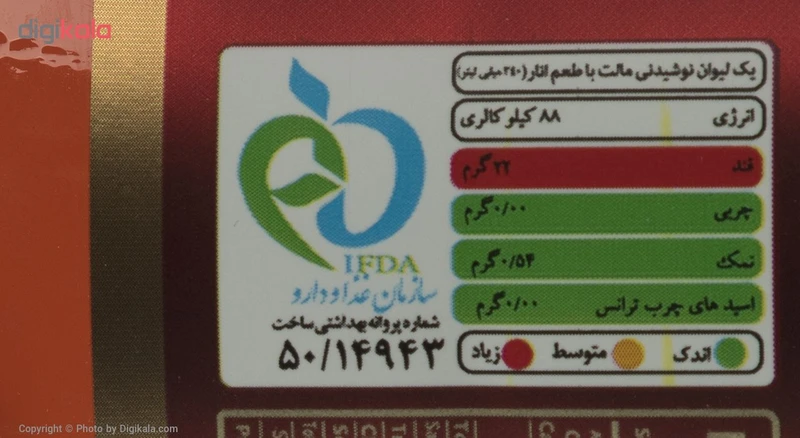 digikala
یک لیوان نوشیدنی مالت با طعم انار (۲۴۰ میلی لیتر)
انرژی ۸۸ کیلو کالری
قند ۲۲ گرم
چربی ۰/۰۰ گرم
نمک ۰/۵۴ گرم
اسید های چرب ترانس ۰/۰۰ گرم
اندک متوسط زیاد
IFDA
سازمان غذا و دارو
شماره پروانه بهداشتی ساخت
۵۰/۱۴۹۴۳
Copyright © Photo by Digikala.com